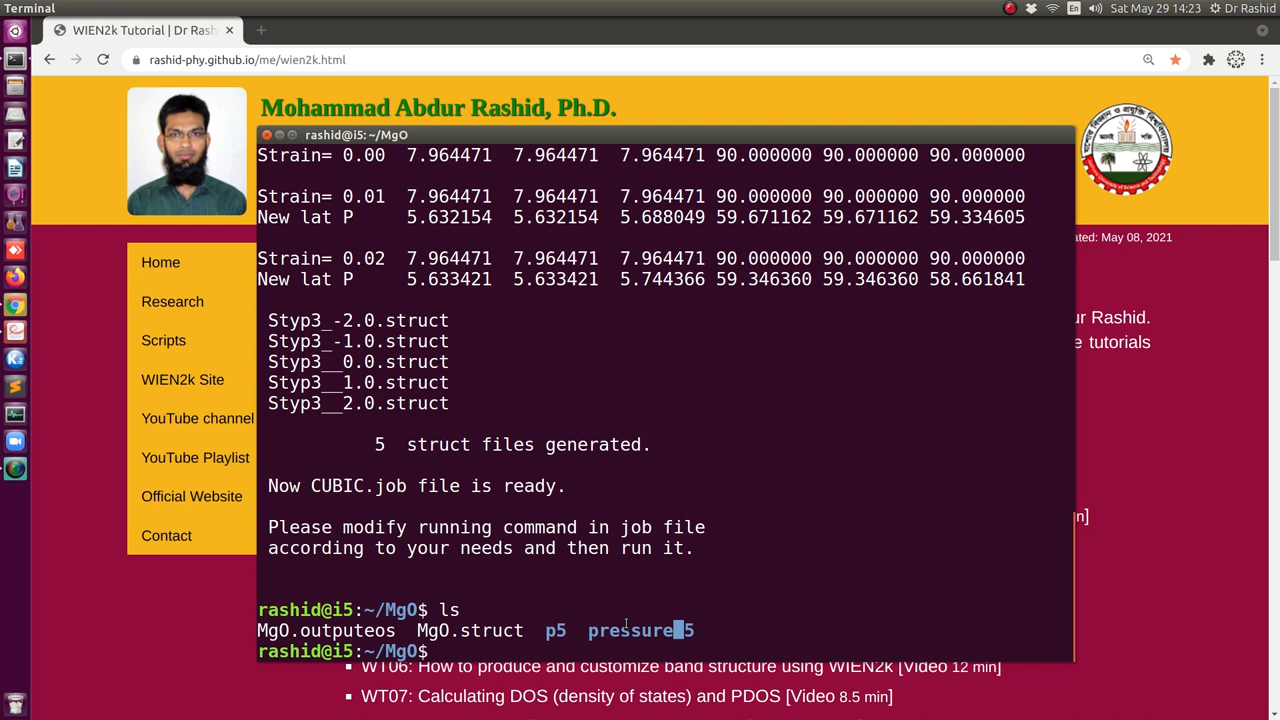 Terminal
En
Sat May 29 14:23
Dr Rashid
WIEN2k Tutorial | Dr Rash
rashid-phy.github.io/me/wien2k.html
Mohammad Abdur Rashid, Ph.D.
rashid@i5: ~/MgO
Strain= 0.00 7.964471 7.964471 7.964471 90.000000 90.000000 90.000000
Strain= 0.01 7.964471 7.964471 7.964471 90.000000 90.000000 90.000000
New lat P 5.632154 5.632154 5.688049 59.671162 59.671162 59.334605
ated: May 08, 2021
Strain= 0.02 7.964471 7.964471 7.964471 90.000000 90.000000 90.000000
New lat P 5.633421 5.633421 5.744366 59.346360 59.346360 58.661841
Home
Research
Scripts
WIEN2k Site
YouTube channel
YouTube Playlist
Official Website
Contact
Styp3_-2.0.struct
Styp3_-1.0.struct
Styp3__0.0.struct
Styp3__1.0.struct
Styp3__2.0.struct
ur Rashid.
e tutorials
5 struct files generated.
Now CUBIC.job file is ready.
n]
Please modify running command in job file
according to your needs and then run it.
rashid@i5:~/MgO$ ls
MgO.outputeos MgO.struct p5 pressure_5
rashid@i5:~/MgO$
WT06: How to produce and customize band structure using WIEN2k [Video 12 min]
WT07: Calculating DOS (density of states) and PDOS [Video 8.5 min]